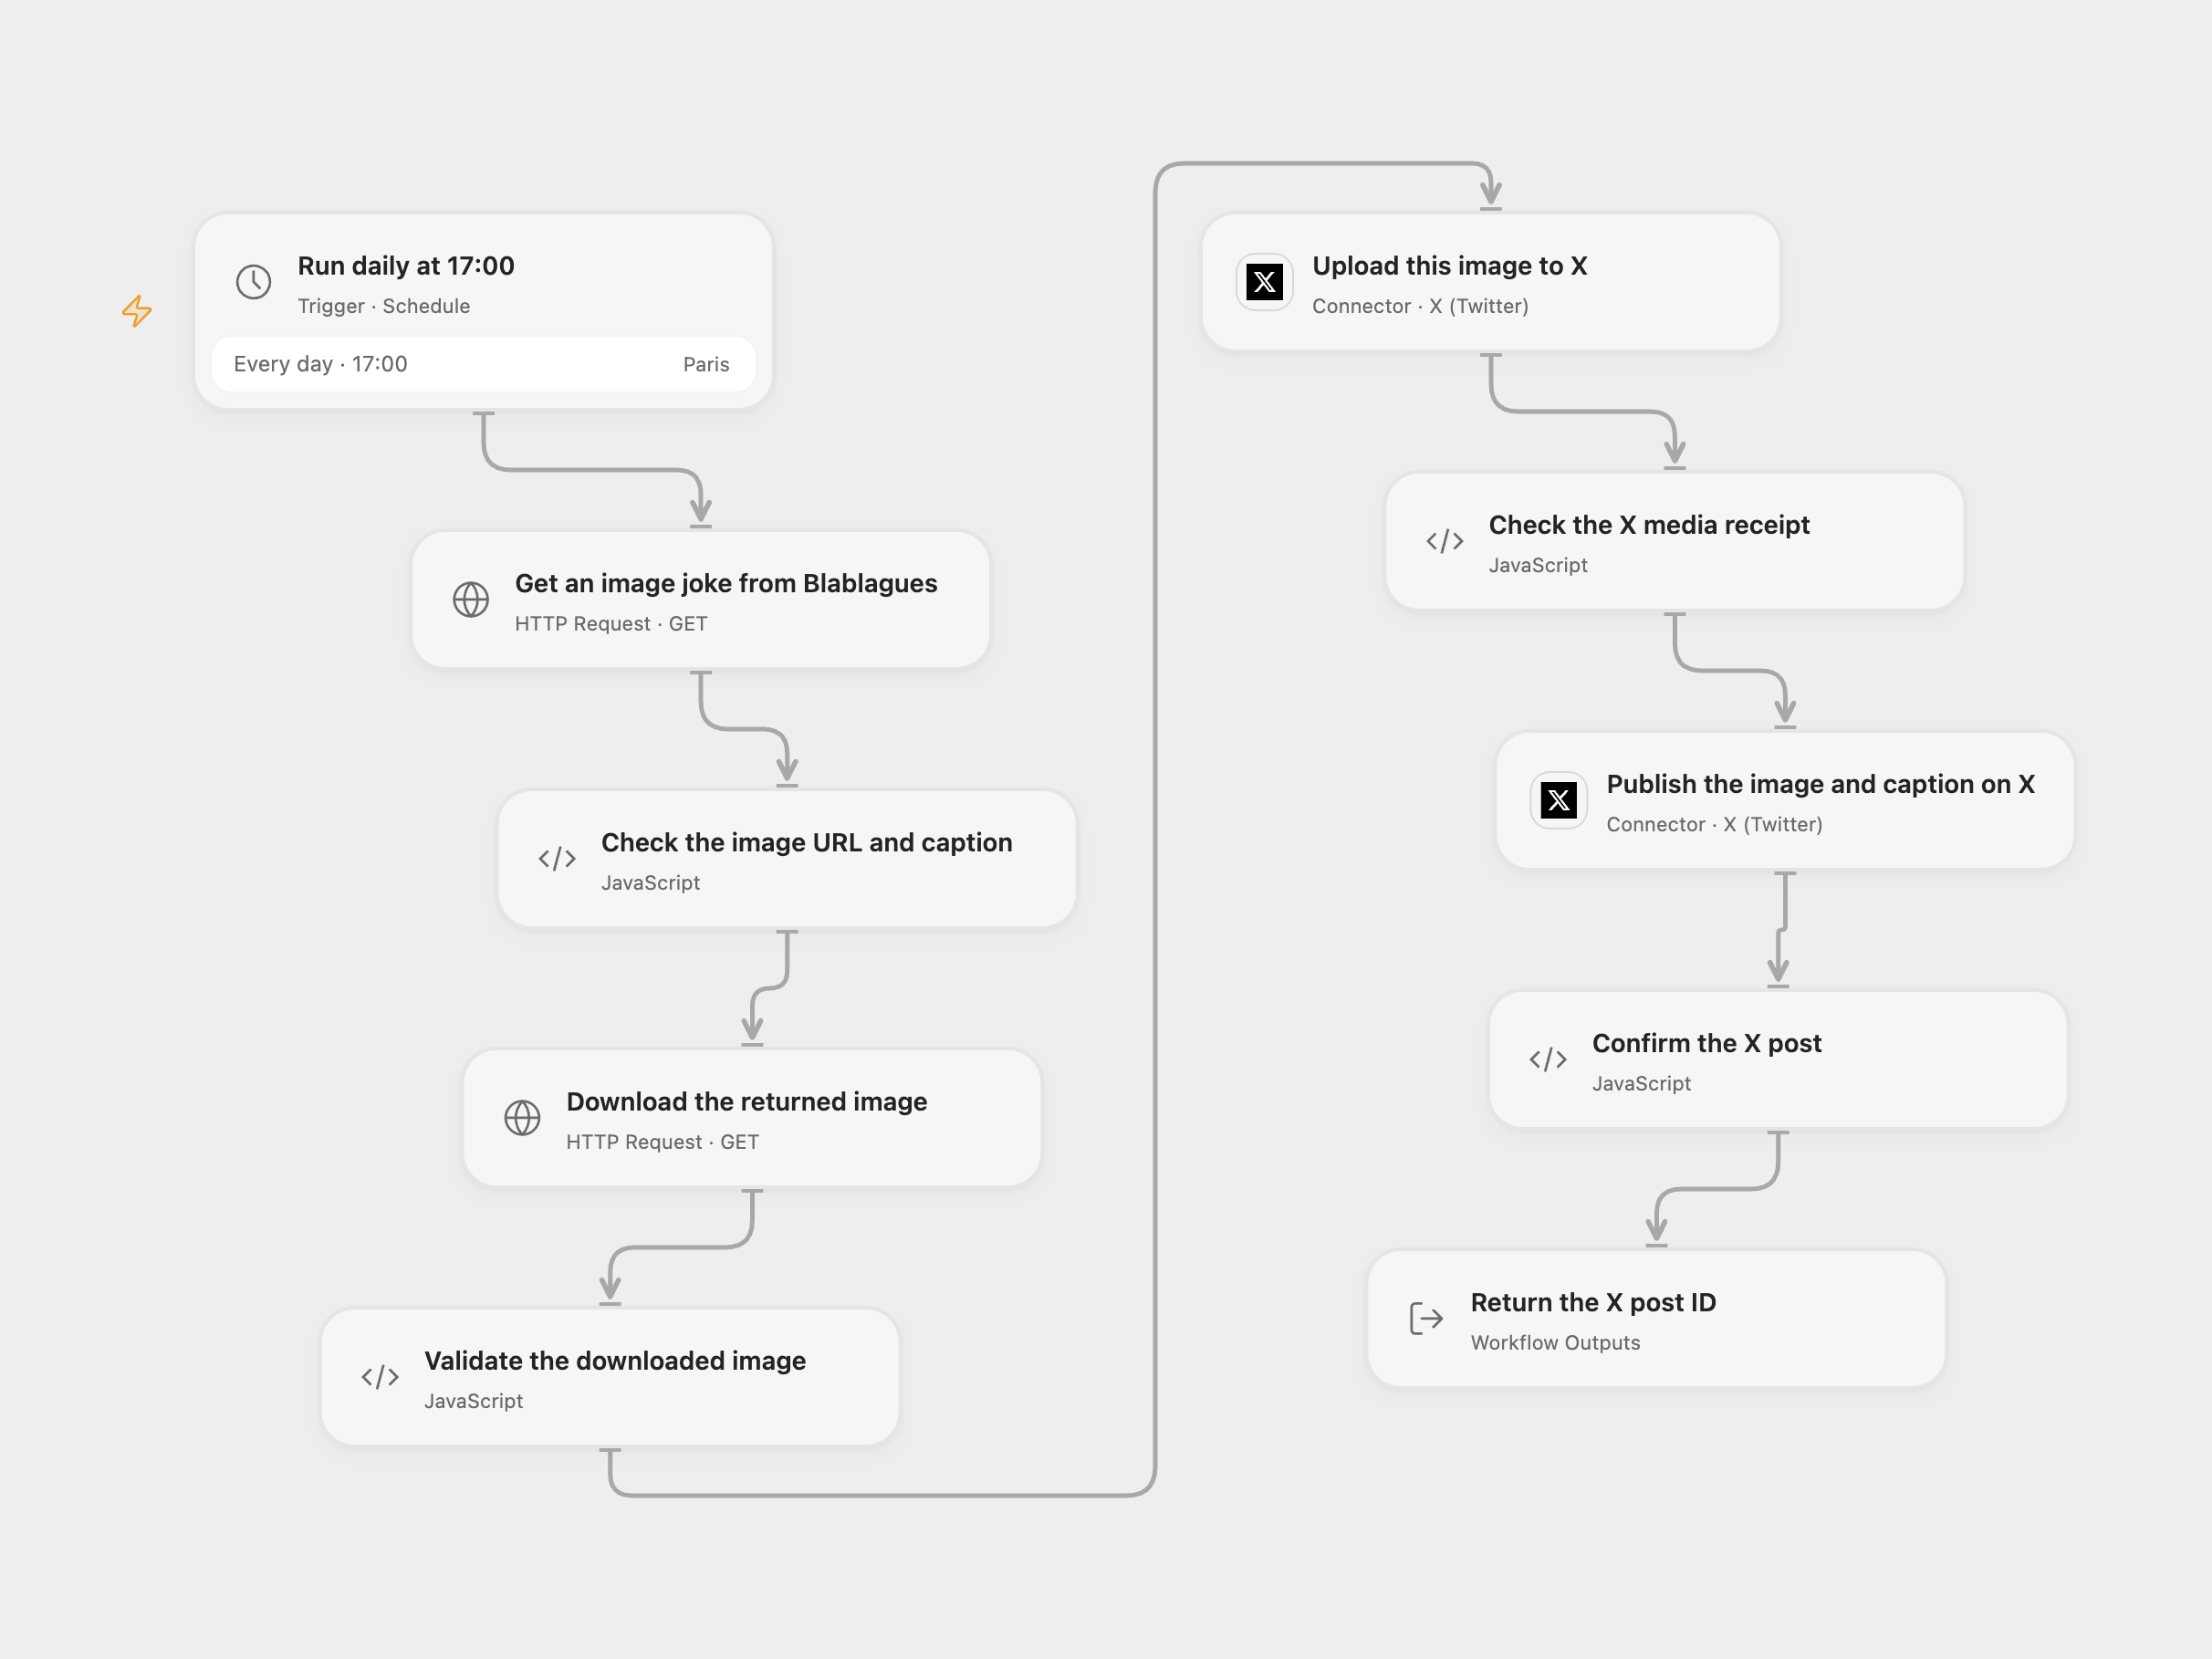 Run daily at 17:00
Trigger · Schedule
Every day · 17:00
Paris
Get an image joke from Blablagues
HTTP Request · GET
Check the image URL and caption
JavaScript
Download the returned image
HTTP Request · GET
Validate the downloaded image
JavaScript
Upload this image to X
Connector · X (Twitter)
Check the X media receipt
JavaScript
Publish the image and caption on X
Connector · X (Twitter)
Confirm the X post
JavaScript
Return the X post ID
Workflow Outputs